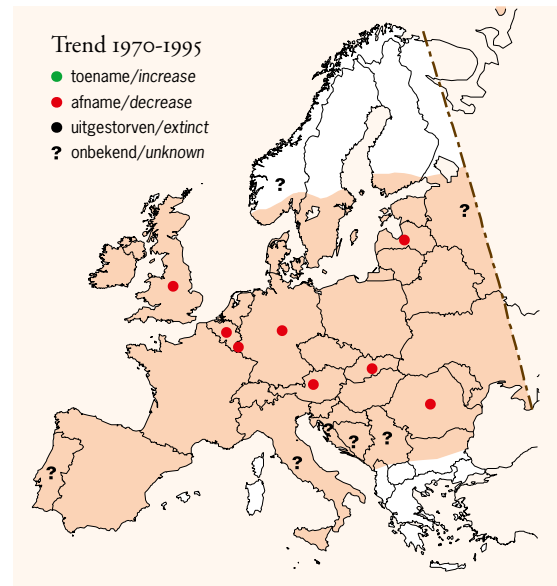 Trend 1970-1995
toename/increase
afname/decrease
uitgestorven/extinct
? onbekend/unknown
?
?
?
?
?
?
?